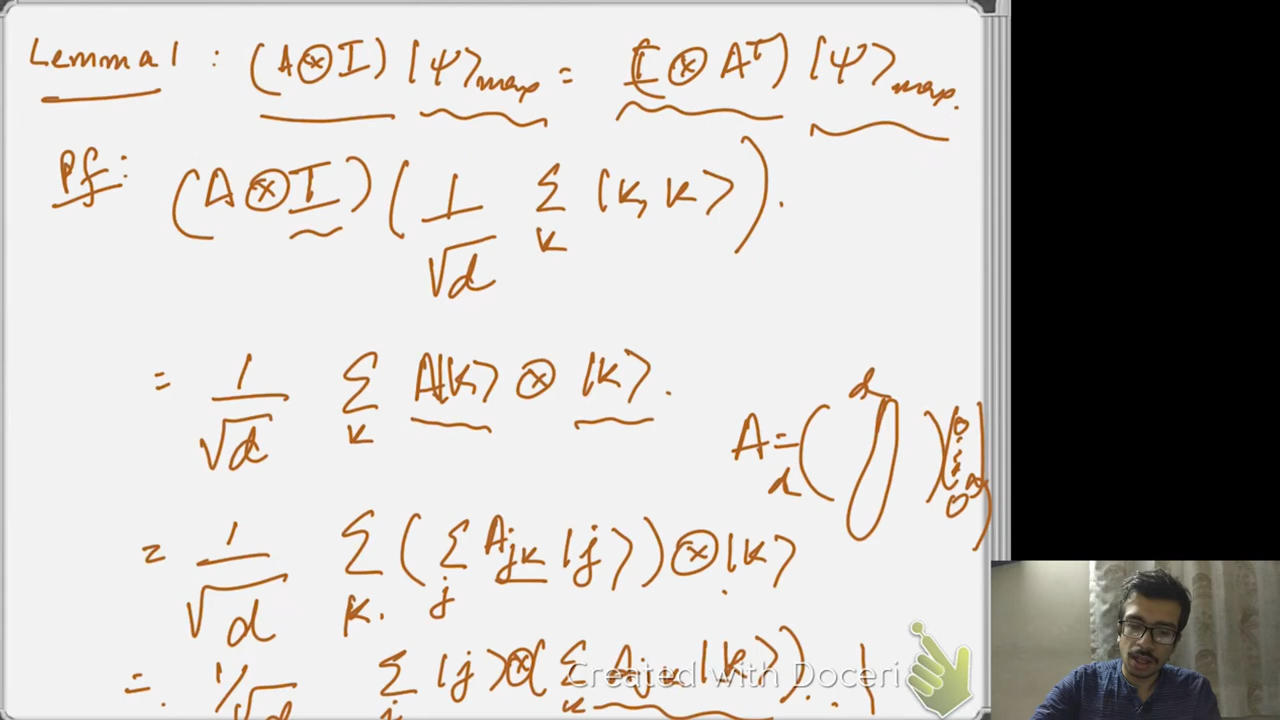 Lemma 1 : (A ⊗ I) |Ψ⟩max = (I ⊗ Aᵀ) |Ψ⟩max.
Pf: (A ⊗ I) ( 1/√d Σ_k |k, k⟩ ).
= 1/√d Σ_k A|k⟩ ⊗ |k⟩.
A =
d
d
= 1/√d Σ_k. ( Σ_j A_jk |j⟩ ) ⊗ |k⟩
= 1/√d Σ_j |j⟩ ⊗ ( Σ_k A_jk |k⟩ )
Created with Doceri